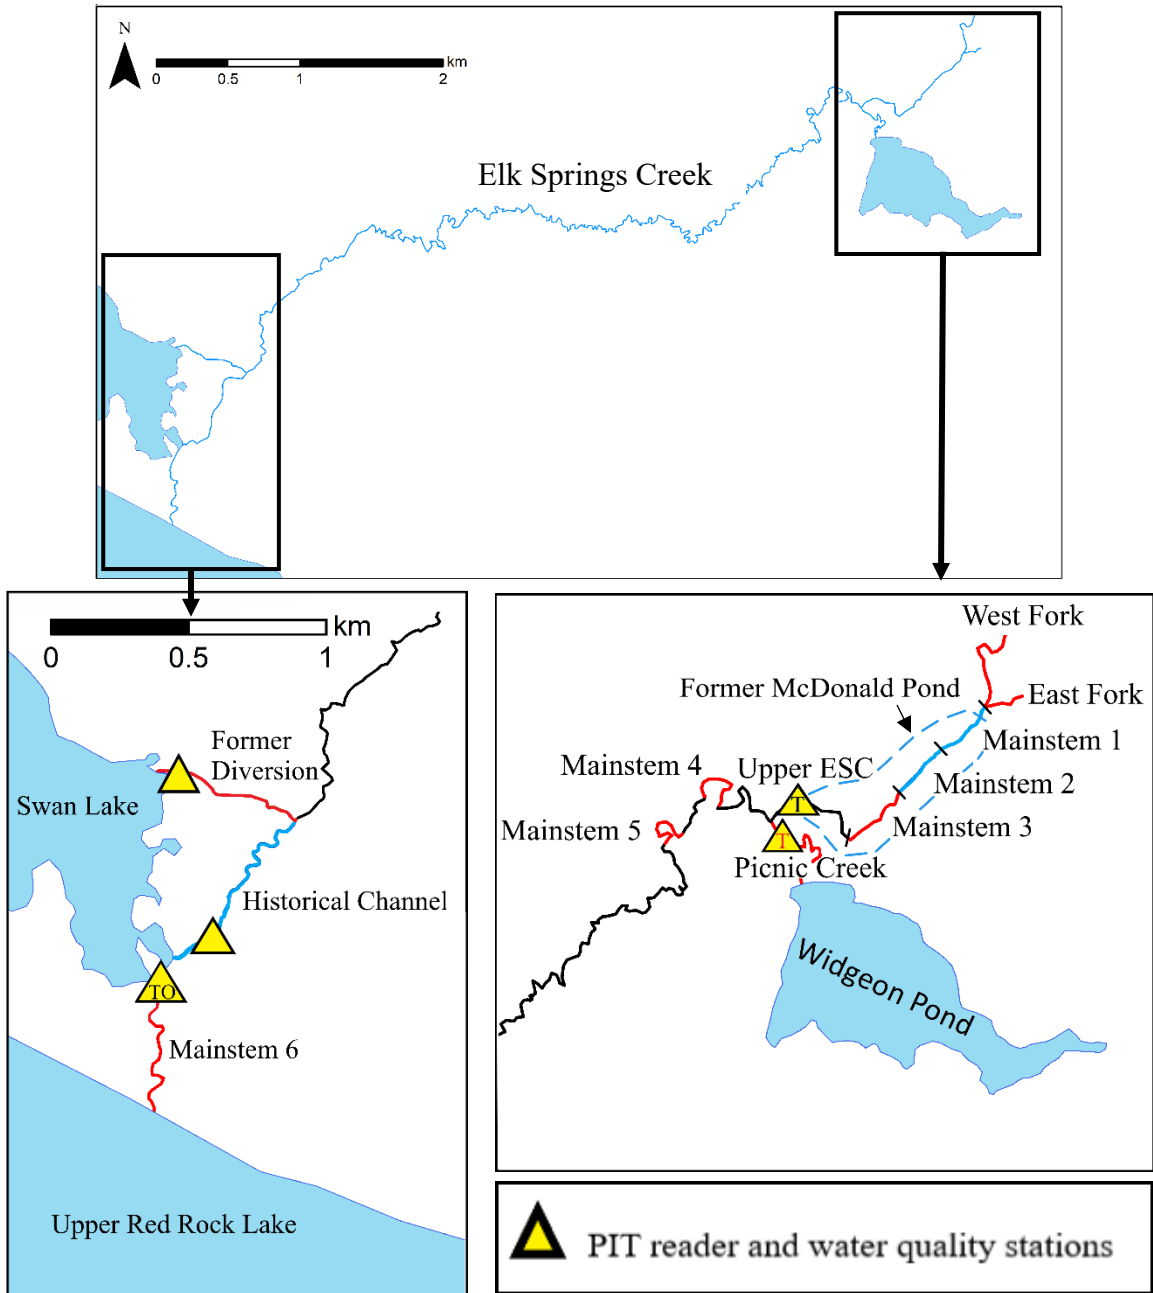 N
km
0 0.5 1 2
Elk Springs Creek
km
0 0.5 1
Former
Diversion
Swan Lake
Historical Channel
TO
Mainstem 6
Upper Red Rock Lake
West Fork
East Fork
Former McDonald Pond
Mainstem 1
Mainstem 4
Upper ESC
Mainstem 2
T
Mainstem 5
Mainstem 3
T
Picnic Creek
Widgeon Pond
PIT reader and water quality stations